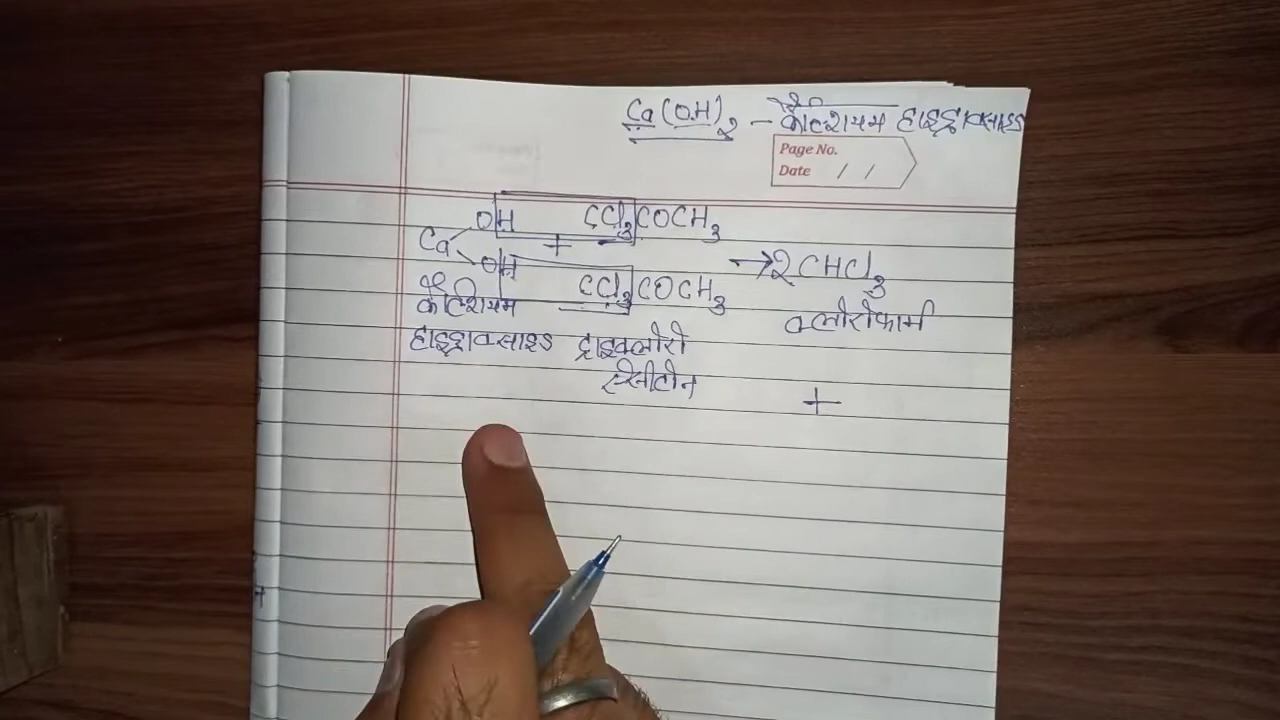 Ca(OH)2 - कैल्शियम हाइड्राक्साइड
Page No.
Date / /
OH CCl3COCH3
Ca + → 2CHCl3
OH CCl3COCH3
कैल्शियम क्लोरोफार्म
हाइड्राक्साइड ट्राइक्लोरो
एसीटोन +